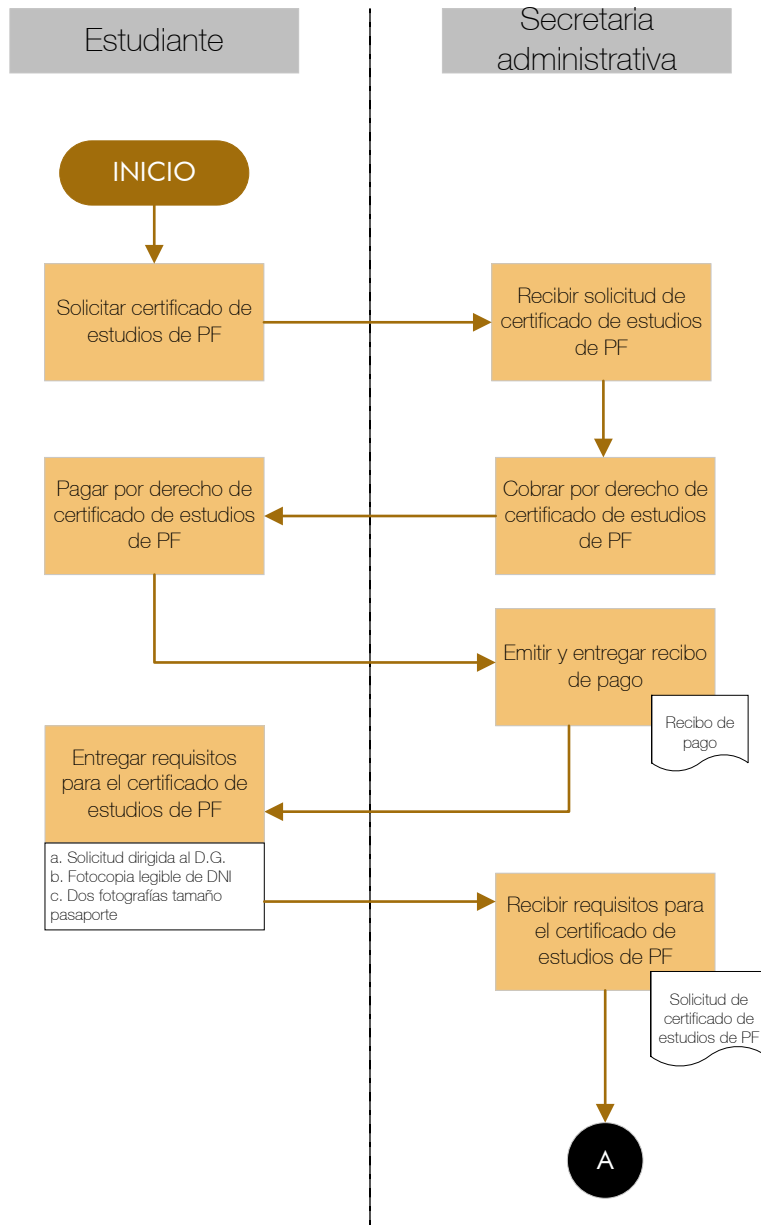 Estudiante
Secretaria
administrativa
INICIO
Solicitar certificado de
estudios de PF
Recibir solicitud de
certificado de estudios
de PF
Pagar por derecho de
certificado de estudios
de PF
Cobrar por derecho de
certificado de estudios
de PF
Emitir y entregar recibo
de pago
Recibo de
pago
Entregar requisitos
para el certificado de
estudios de PF
a. Solicitud dirigida al D.G.
b. Fotocopia legible de DNI
c. Dos fotografías tamaño
pasaporte
Recibir requisitos para
el certificado de
estudios de PF
Solicitud de
certificado de
estudios de PF
A